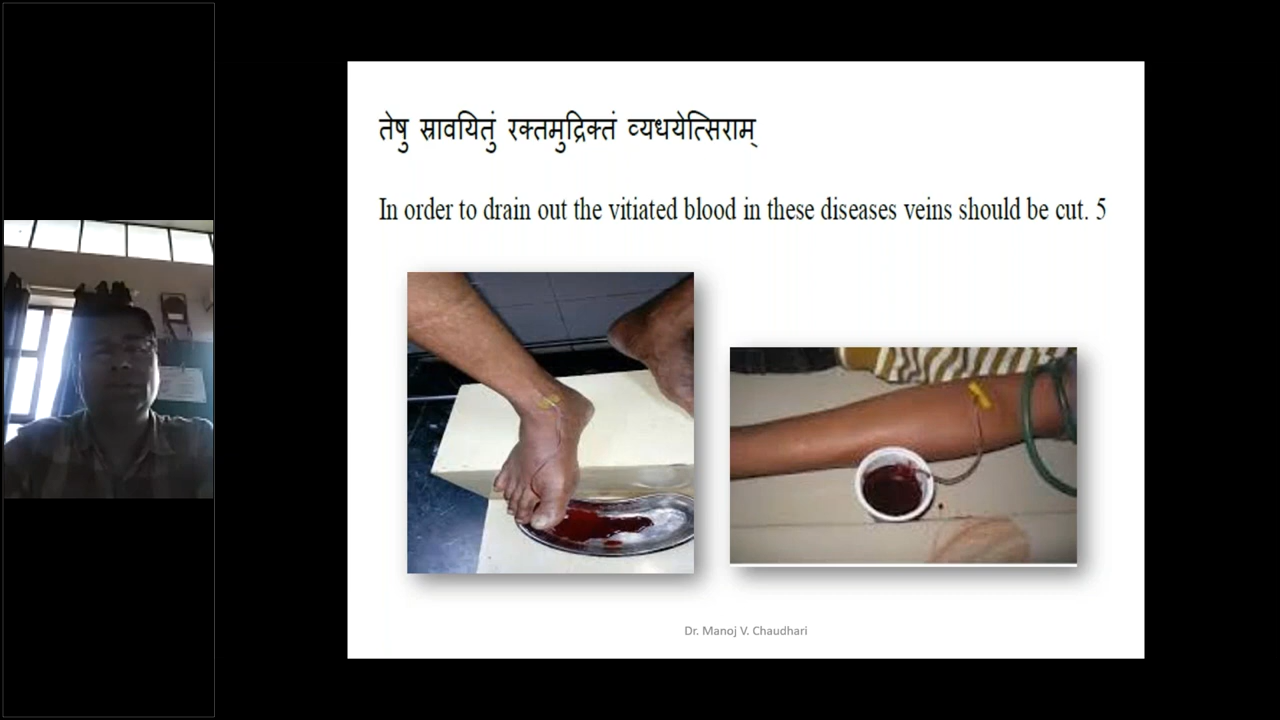 तेषु स्रावयितुं रक्तमुद्रिक्तं व्यधयेत्सिराम्
In order to drain out the vitiated blood in these diseases veins should be cut. 5
Dr. Manoj V. Chaudhari